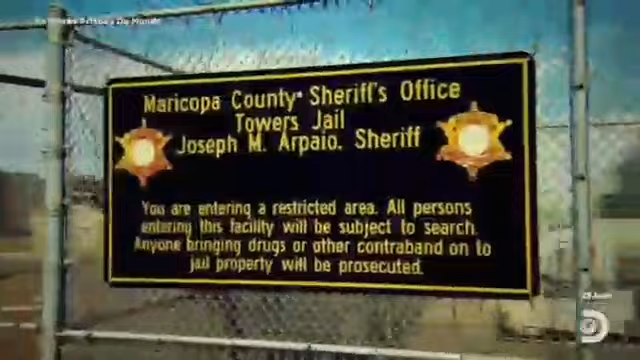 Maricopa County Sheriff's Office
Towers Jail
Joseph M. Arpaio. Sheriff
You are entering a restricted area. All persons
entering this facility will be subject to search.
Anyone bringing drugs or other contraband on to
jail property will be prosecuted.